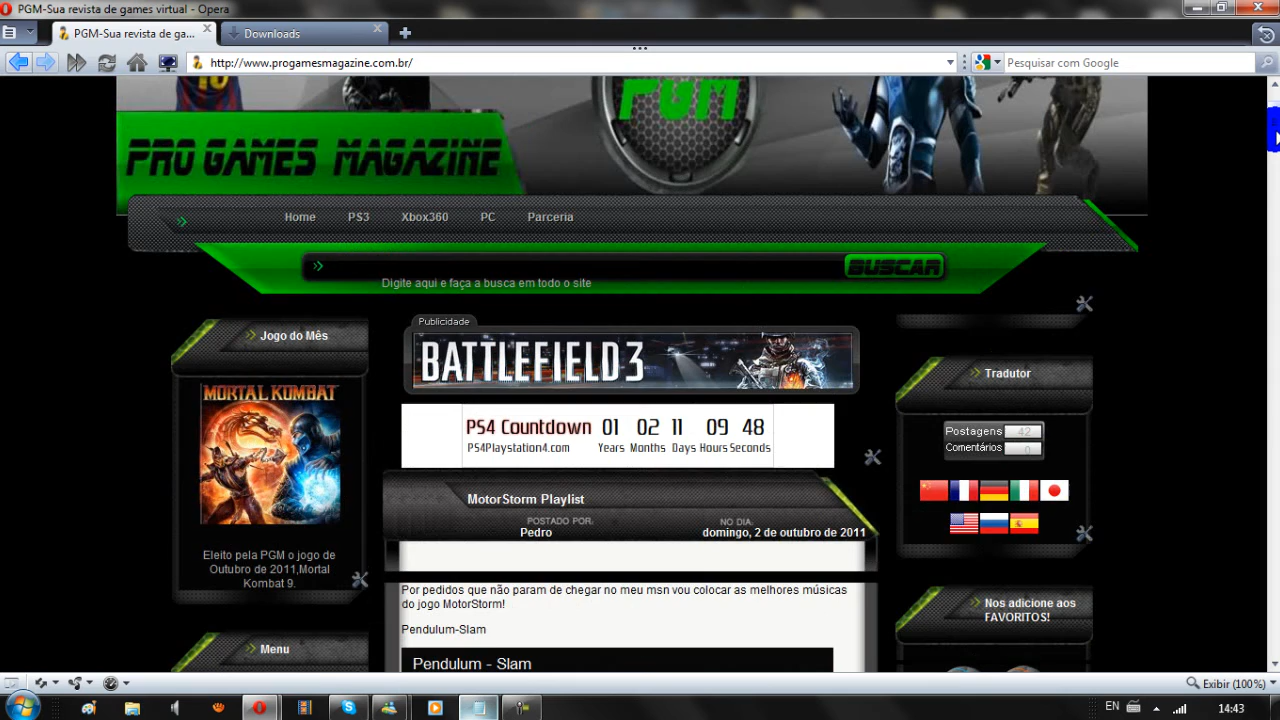 PGM-Sua revista de games virtual - Opera
PGM-Sua revista de ga...
Downloads
http://www.progamesmagazine.com.br/
Pesquisar com Google
10
PGM
PRO GAMES MAGAZINE
Home PS3 Xbox360 PC Parceria
BUSCAR
Digite aqui e faça a busca em todo o site
Jogo do Mês
MORTAL KOMBAT
Eleito pela PGM o jogo de
Outubro de 2011,Mortal
Kombat 9.
Menu
Publicidade
BATTLEFIELD 3
PS4 Countdown 01 02 11 09 48
PS4Playstation4.com Years Months Days Hours Seconds
MotorStorm Playlist
POSTADO POR: NO DIA:
Pedro domingo, 2 de outubro de 2011
Por pedidos que não param de chegar no meu msn vou colocar as melhores músicas
do jogo MotorStorm!
Pendulum-Slam
Pendulum - Slam
Tradutor
Postagens 42
Comentários 0
Nos adicione aos
FAVORITOS!
Exibir (100%)
EN 14:43